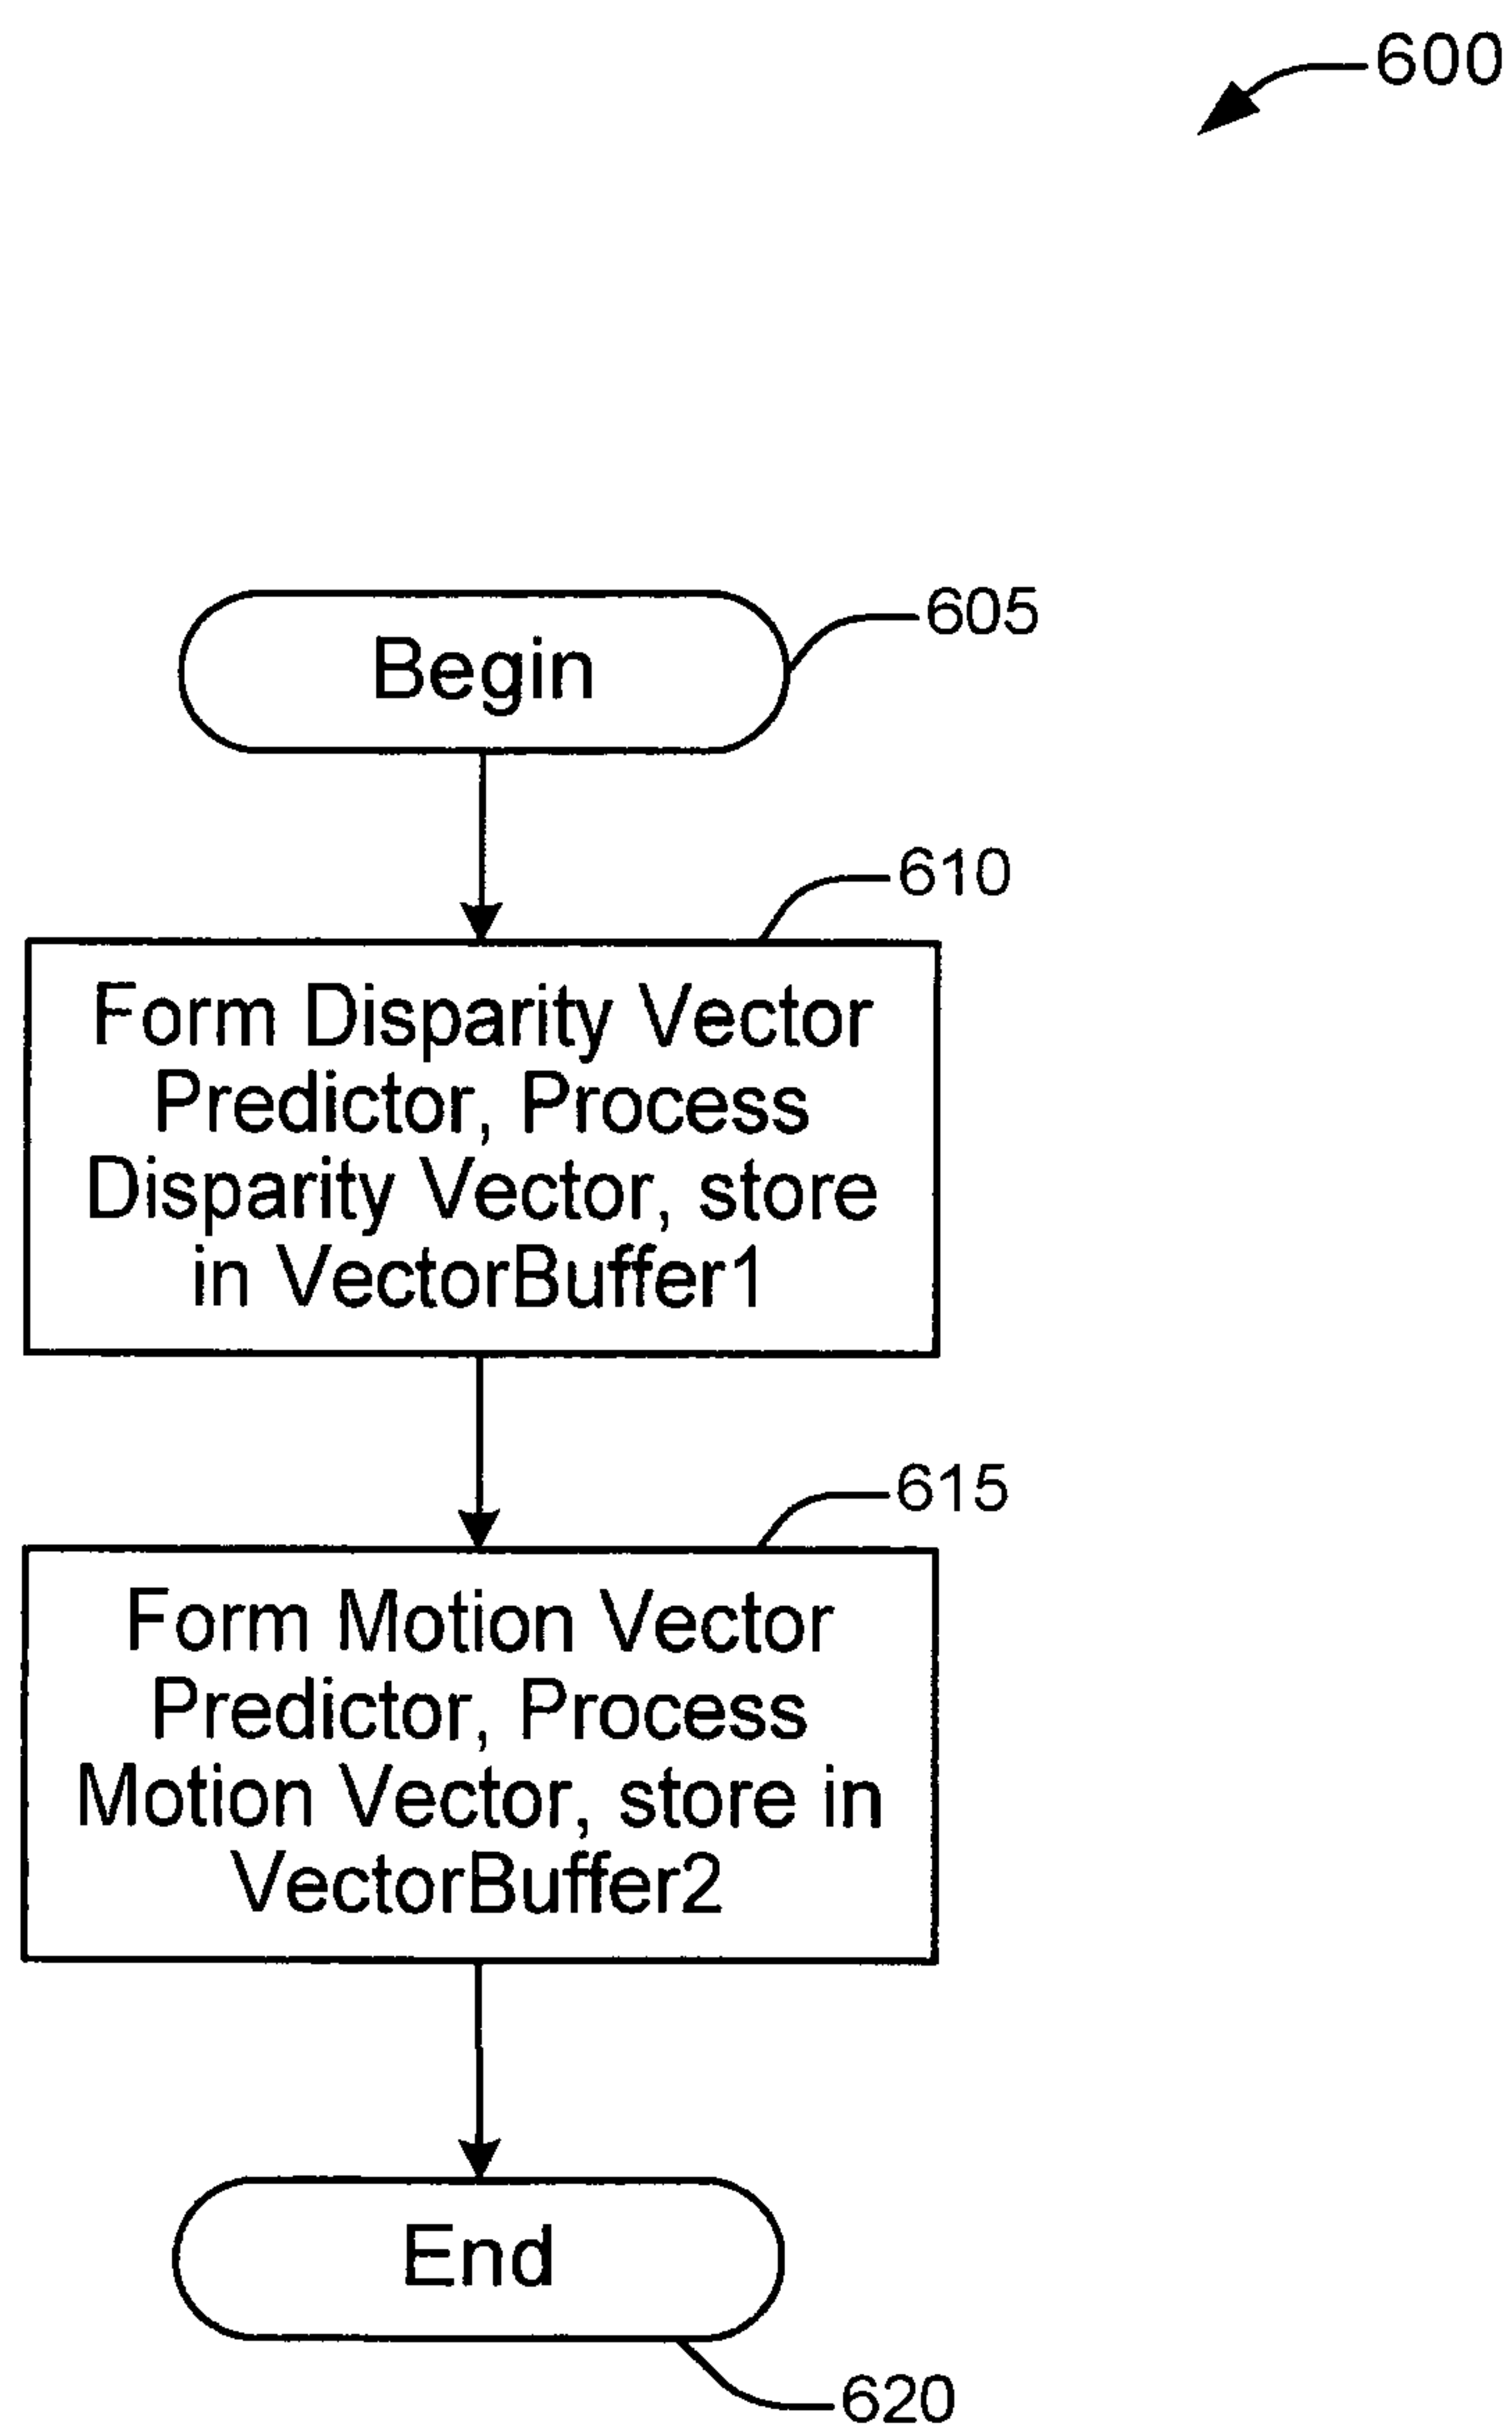 600
Begin
605
610
Form Disparity Vector
Predictor, Process
Disparity Vector, store
in VectorBuffer1
615
Form Motion Vector
Predictor, Process
Motion Vector, store in
VectorBuffer2
End
620